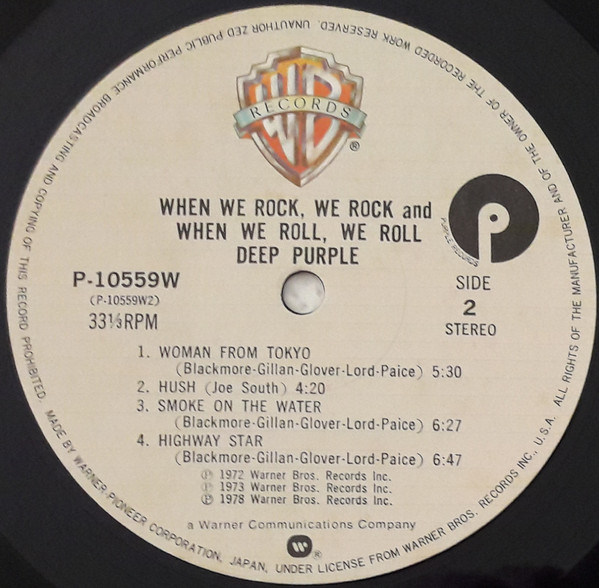 ALL RIGHTS OF THE MANUFACTURER AND OF THE OWNER OF THE RECORDED WORK RESERVED. UNAUTHOR ZED PUBLIC PERFORMANCE BROADCASTING AND COPYING OF THIS RECORD PROHIBITED. MADE BY WARNER-PIONEER CORPORATION, JAPAN, UNDER LICENSE FROM WARNER BROS. RECORDS INC., U.S.A.
WB
RECORDS
®
WHEN WE ROCK, WE ROCK and
WHEN WE ROLL, WE ROLL
DEEP PURPLE
P
PURPLE RECORDS
P-10559W
(P-10559W2)
33⅓RPM
SIDE
2
STEREO
1. WOMAN FROM TOKYO
(Blackmore-Gillan-Glover-Lord-Paice) 5:30
2. HUSH (Joe South) 4:20
3. SMOKE ON THE WATER
(Blackmore-Gillan-Glover-Lord-Paice) 6:27
4. HIGHWAY STAR
(Blackmore-Gillan-Glover-Lord-Paice) 6:47
℗ 1972 Warner Bros. Records Inc.
℗ 1973 Warner Bros. Records Inc.
℗ 1978 Warner Bros. Records Inc.
a Warner Communications Company
W ®